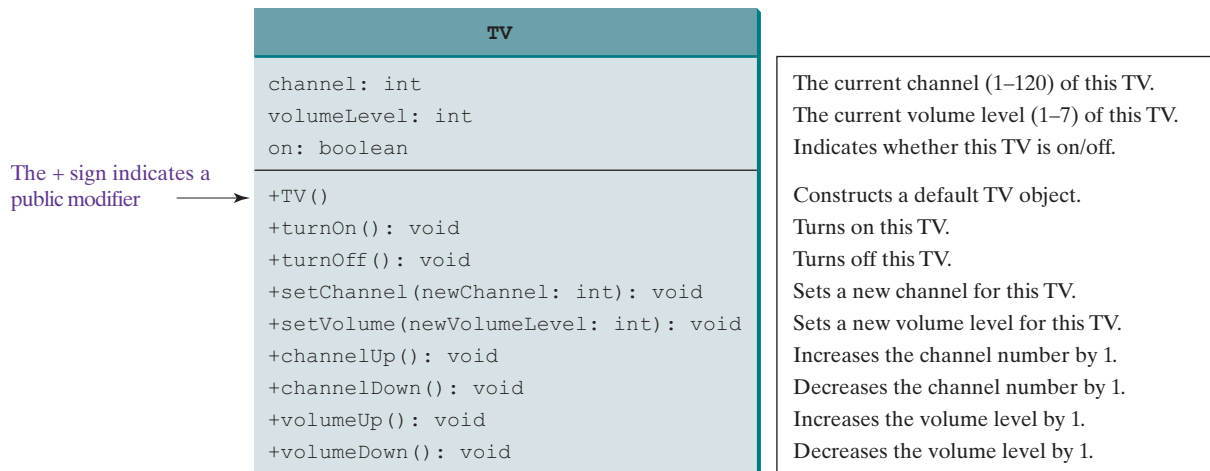 TV
channel: int
The current channel (1–120) of this TV.
volumeLevel: int
The current volume level (1–7) of this TV.
on: boolean
Indicates whether this TV is on/off.
The + sign indicates a
public modifier
+TV()
Constructs a default TV object.
+turnOn(): void
Turns on this TV.
+turnOff(): void
Turns off this TV.
+setChannel(newChannel: int): void
Sets a new channel for this TV.
+setVolume(newVolumeLevel: int): void
Sets a new volume level for this TV.
+channelUp(): void
Increases the channel number by 1.
+channelDown(): void
Decreases the channel number by 1.
+volumeUp(): void
Increases the volume level by 1.
+volumeDown(): void
Decreases the volume level by 1.